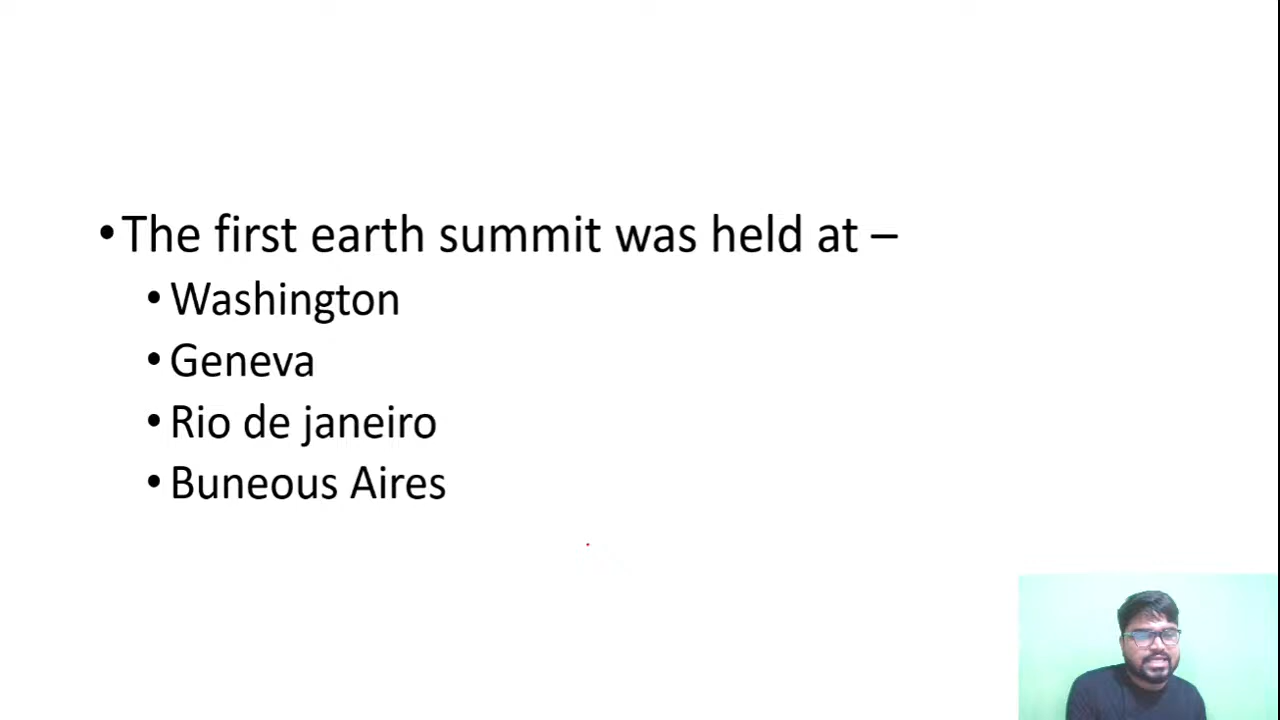 •The first earth summit was held at –
•Washington
•Geneva
•Rio de janeiro
•Buneous Aires